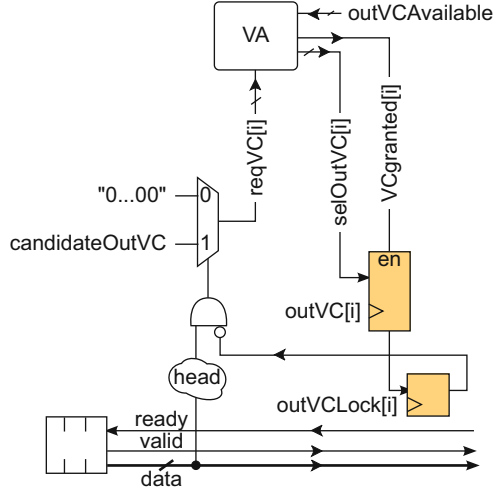 outVCAvailable
VA
reqVC[i]
selOutVC[i]
VCgranted[i]
"0...00"
0
candidateOutVC
1
en
outVC[i]
head
outVCLock[i]
ready
valid
data